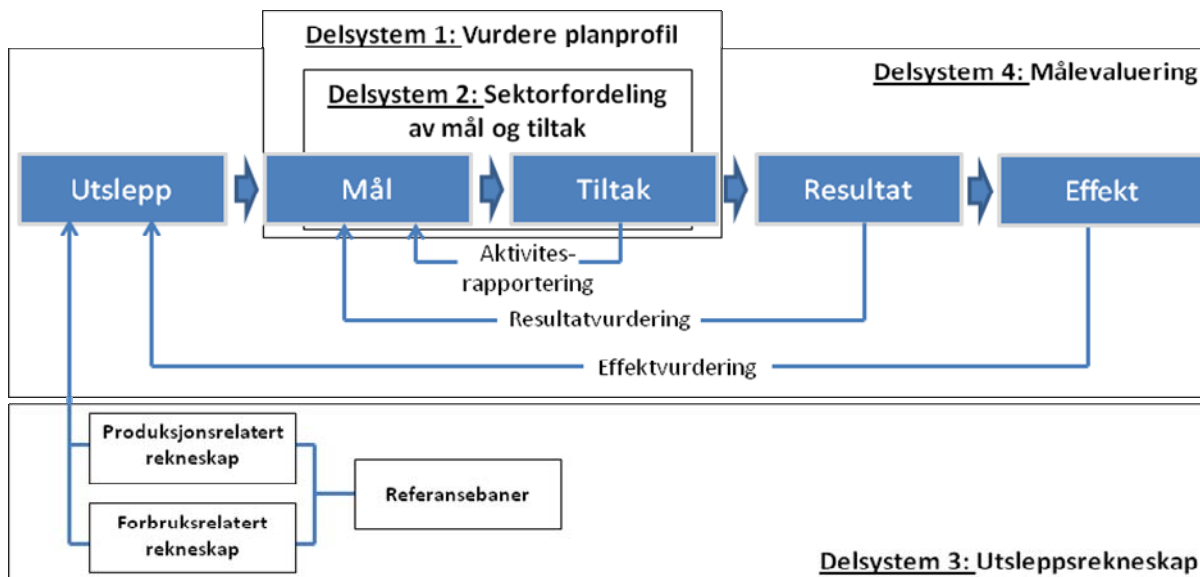 Delsystem 1: Vurdere planprofil
Delsystem 4: Målevaluering
Delsystem 2: Sektorfordeling
av mål og tiltak
Utslepp
Mål
Tiltak
Resultat
Effekt
Aktivites-
rapportering
Resultatvurdering
Effektvurdering
Produksjonsrelatert
rekneskap
Referansebaner
Forbruksrelatert
rekneskap
Delsystem 3: Utsleppsrekneskap